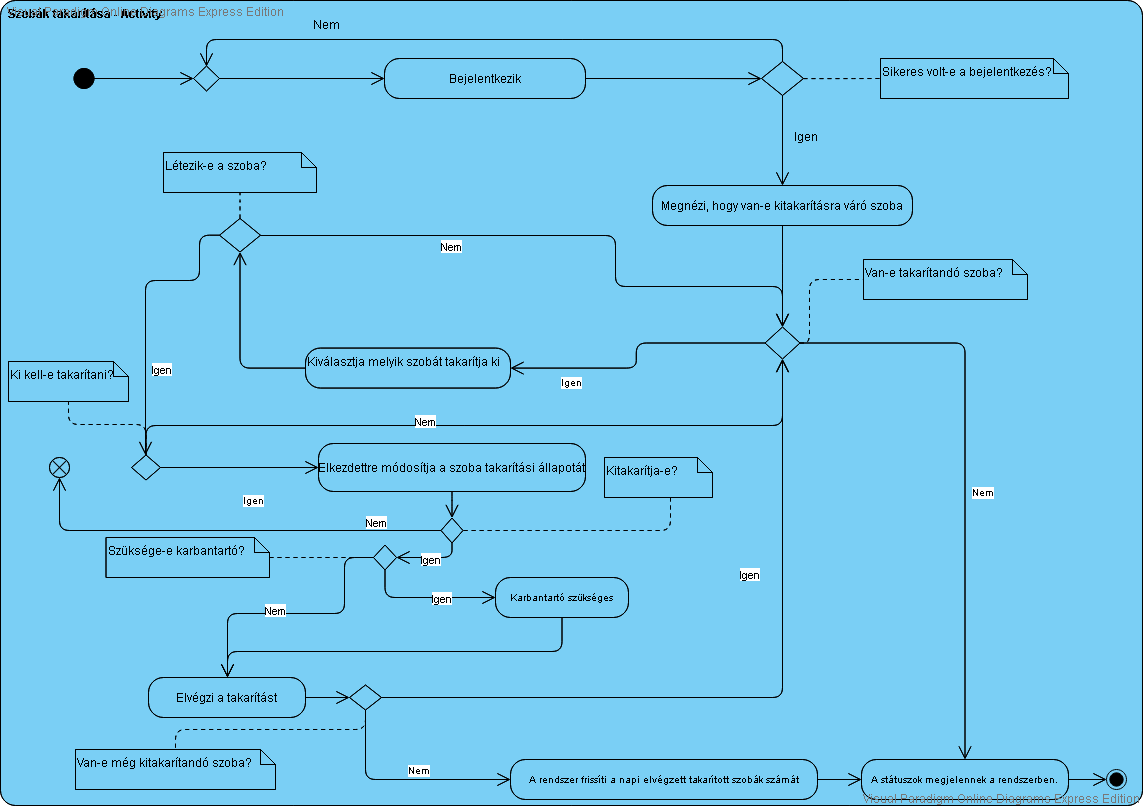 Szobák takarítása - Activity
Visual Paradigm Online Diagrams Express Edition
Nem
Bejelentkezik
Sikeres volt-e a bejelentkezés?
Igen
Létezik-e a szoba?
Megnézi, hogy van-e kitakarításra váró szoba
Nem
Van-e takarítandó szoba?
Kiválasztja melyik szobát takarítja ki
Igen
Ki kell-e takarítani?
Igen
Nem
Elkezdettre módosítja a szoba takarítási állapotát
Kitakarítja-e?
Igen
Nem
Nem
Szüksége-e karbantartó?
Igen
Igen
Igen
Karbantartó szükséges
Nem
Elvégzi a takarítást
Van-e még kitakarítandó szoba?
Nem
A rendszer frissíti a napi elvégzett takarított szobák számát
A státuszok megjelennek a rendszerben.
Visual Paradigm Online Diagrams Express Edition